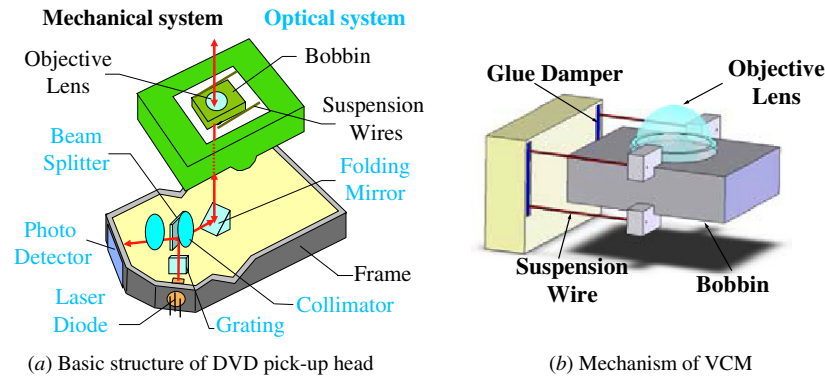 Mechanical system
Optical system
Objective
Lens
Bobbin
Suspension
Wires
Beam
Splitter
Folding
Mirror
Photo
Detector
Frame
Laser
Diode
Grating
Collimator
(a) Basic structure of DVD pick-up head
Glue Damper
Objective
Lens
Suspension
Wire
Bobbin
(b) Mechanism of VCM